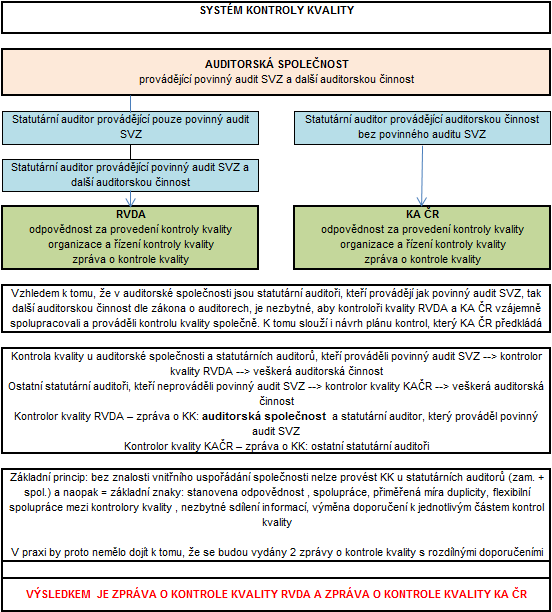 SYSTÉM KONTROLY KVALITY
AUDITORSKÁ SPOLEČNOST
provádějící povinný audit SVZ a další auditorskou činnost
Statutární auditor provádějící pouze povinný audit
SVZ
Statutární auditor provádějící auditorskou činnost
bez povinného auditu SVZ
Statutární auditor provádějící povinný audit SVZ a
další auditorskou činnost
RVDA
odpovědnost za provedení kontroly kvality
organizace a řízení kontroly kvality
zpráva o kontrole kvality
KA ČR
odpovědnost za provedení kontroly kvality
organizace a řízení kontroly kvality
zpráva o kontrole kvality
Vzhledem k tomu, že v auditorské společnosti jsou statutární auditoři, kteří provádějí jak povinný audit SVZ, tak
další auditorskou činnost dle zákona o auditorech, je nezbytné, aby kontroloři kvality RVDA a KA ČR vzájemně
spolupracovali a prováděli kontrolu kvality společně. K tomu slouží i návrh plánu kontrol, který KA ČR předkládá
Kontrola kvality u auditorské společnosti a statutárních auditorů, kteří prováděli povinný audit SVZ --> kontrolor
kvality RVDA --> veškerá auditorská činnost
Ostatní statutární auditoři, kteří neprováděli povinný audit SVZ --> kontrolor kvality KAČR --> veškerá auditorská
činnost
Kontrolor kvality RVDA – zpráva o KK: auditorská společnost a statutární auditor, který prováděl povinný
audit SVZ
Kontrolor kvality KAČR – zpráva o KK: ostatní statutární auditoři
Základní princip: bez znalosti vnitřního uspořádání společnosti nelze provést KK u statutárních auditorů (zam. +
spol.) a naopak = základní znaky: stanovena odpovědnost , spolupráce, přiměřená míra duplicity, flexibilní
spolupráce mezi kontrolory kvality , nezbytné sdílení informací, výměna doporučení k jednotlivým částem kontrol
kvality
V praxi by proto nemělo dojít k tomu, že se budou vydány 2 zprávy o kontrole kvality s rozdílnými doporučeními
VÝSLEDKEM JE ZPRÁVA O KONTROLE KVALITY RVDA A ZPRÁVA O KONTROLE KVALITY KA ČR